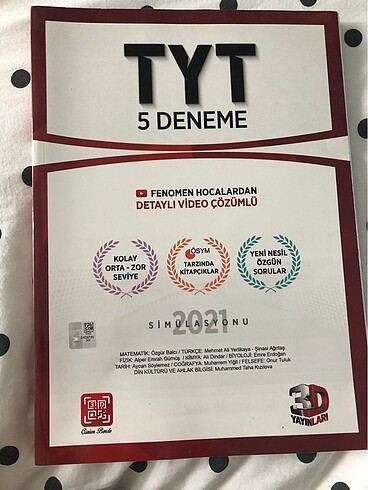 TYT
5 DENEME
FENOMEN HOCALARDAN
DETAYLI VİDEO ÇÖZÜMLÜ
KOLAY
ORTA - ZOR
SEVİYE
ÖSYM
TARZINDA
KİTAPÇIKLAR
YENİ NESİL
ÖZGÜN
SORULAR
2021
SİMÜLASYONU
MATEMATİK: Özgür Balcı / TÜRKÇE: Mehmet Ali Yerlikaya - Şinasi Ağırtaş
FİZİK: Alper Emrah Gümüş / KİMYA: Ali Dindar / BİYOLOJİ: Emre Erdoğan
TARİH: Aycan Söylemez / COĞRAFYA: Muharrem Yiğit / FELSEFE: Onur Tuluk
DİN KÜLTÜRÜ VE AHLAK BİLGİSİ: Muhammed Taha Kızılova
Çözüm Bende
3D
YAYINLARI